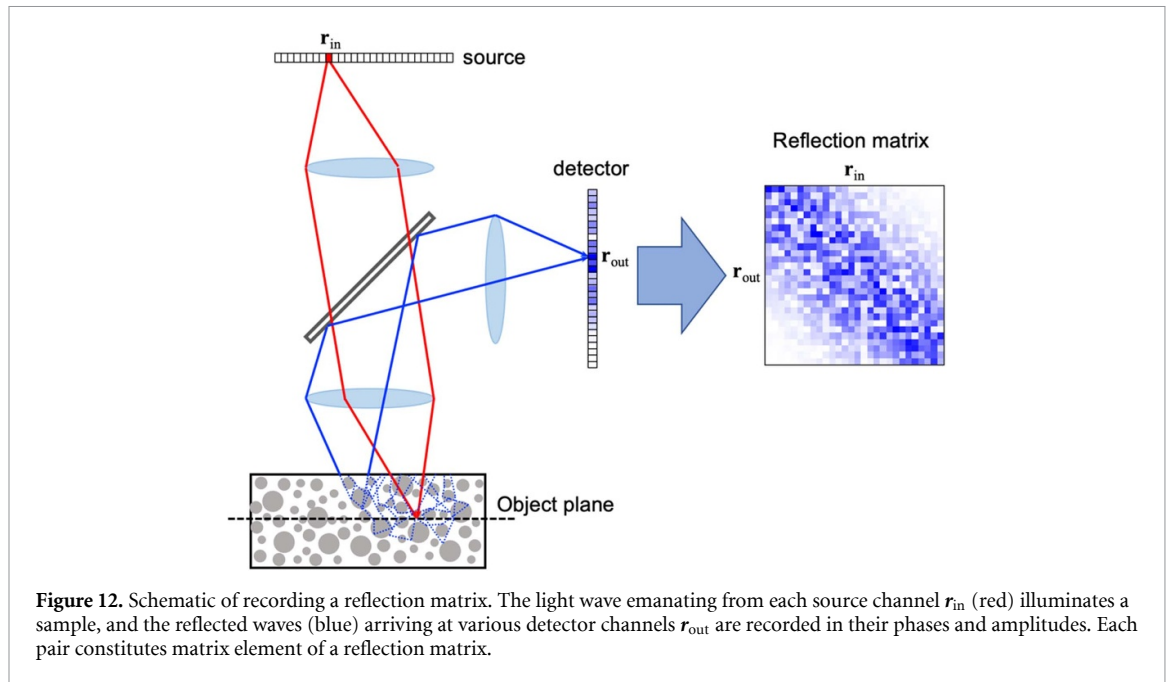 r_in
source
detector
Reflection matrix
r_in
r_out
r_out
Object plane
Figure 12. Schematic of recording a reflection matrix. The light wave emanating from each source channel r_in (red) illuminates a
sample, and the reflected waves (blue) arriving at various detector channels r_out are recorded in their phases and amplitudes. Each
pair constitutes matrix element of a reflection matrix.